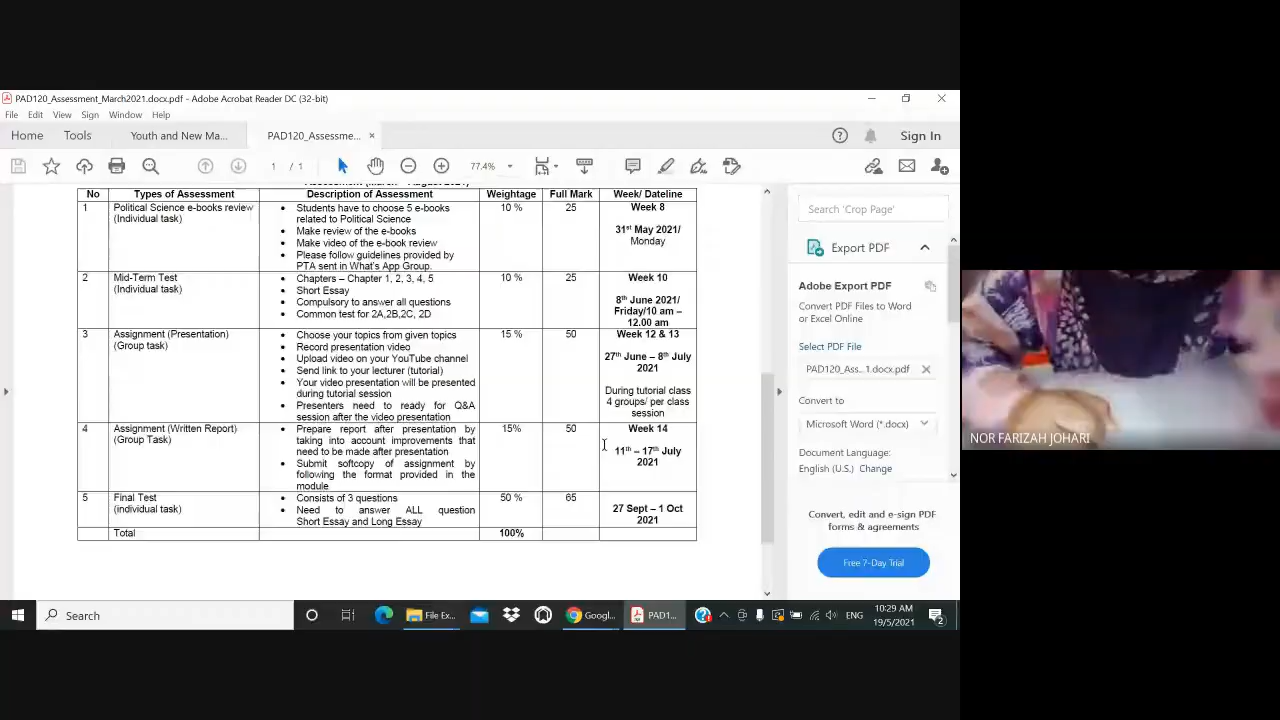 PAD120_Assessment_March2021.docx.pdf - Adobe Acrobat Reader DC (32-bit)
File Edit View Sign Window Help
Home Tools Youth and New Ma... PAD120_Assessme... × Sign In
1 / 1 77.4%
No Types of Assessment Description of Assessment Weightage Full Mark Week/ Dateline
1 Political Science e-books review
(Individual task)
• Students have to choose 5 e-books
related to Political Science
• Make review of the e-books
• Make video of the e-book review
• Please follow guidelines provided by
PTA sent in What's App Group.
10 % 25 Week 8
31st May 2021/
Monday
2 Mid-Term Test
(Individual task)
• Chapters – Chapter 1, 2, 3, 4, 5
• Short Essay
• Compulsory to answer all questions
• Common test for 2A,2B,2C, 2D
10 % 25 Week 10
8th June 2021/
Friday/10 am –
12.00 am
3 Assignment (Presentation)
(Group task)
• Choose your topics from given topics
• Record presentation video
• Upload video on your YouTube channel
• Send link to your lecturer (tutorial)
• Your video presentation will be presented
during tutorial session
• Presenters need to ready for Q&A
session after the video presentation
15 % 50 Week 12 & 13
27th June – 8th July
2021
During tutorial class
4 groups/ per class
session
4 Assignment (Written Report)
(Group Task)
• Prepare report after presentation by
taking into account improvements that
need to be made after presentation
• Submit softcopy of assignment by
following the format provided in the
module
15% 50 Week 14
11th – 17th July
2021
5 Final Test
(individual task)
• Consists of 3 questions
• Need to answer ALL question
Short Essay and Long Essay
50 % 65 27 Sept – 1 Oct
2021
Total 100%
Search 'Crop Page'
Export PDF
Adobe Export PDF
Convert PDF Files to Word
or Excel Online
Select PDF File
PAD120_Ass.. 1.docx.pdf
Convert to
Microsoft Word (*.docx)
Document Language:
English (U.S.) Change
Convert, edit and e-sign PDF
forms & agreements
Free 7-Day Trial
NOR FARIZAH JOHARI
Search File Ex... Googl... PAD1... ENG 10:29 AM
19/5/2021 2